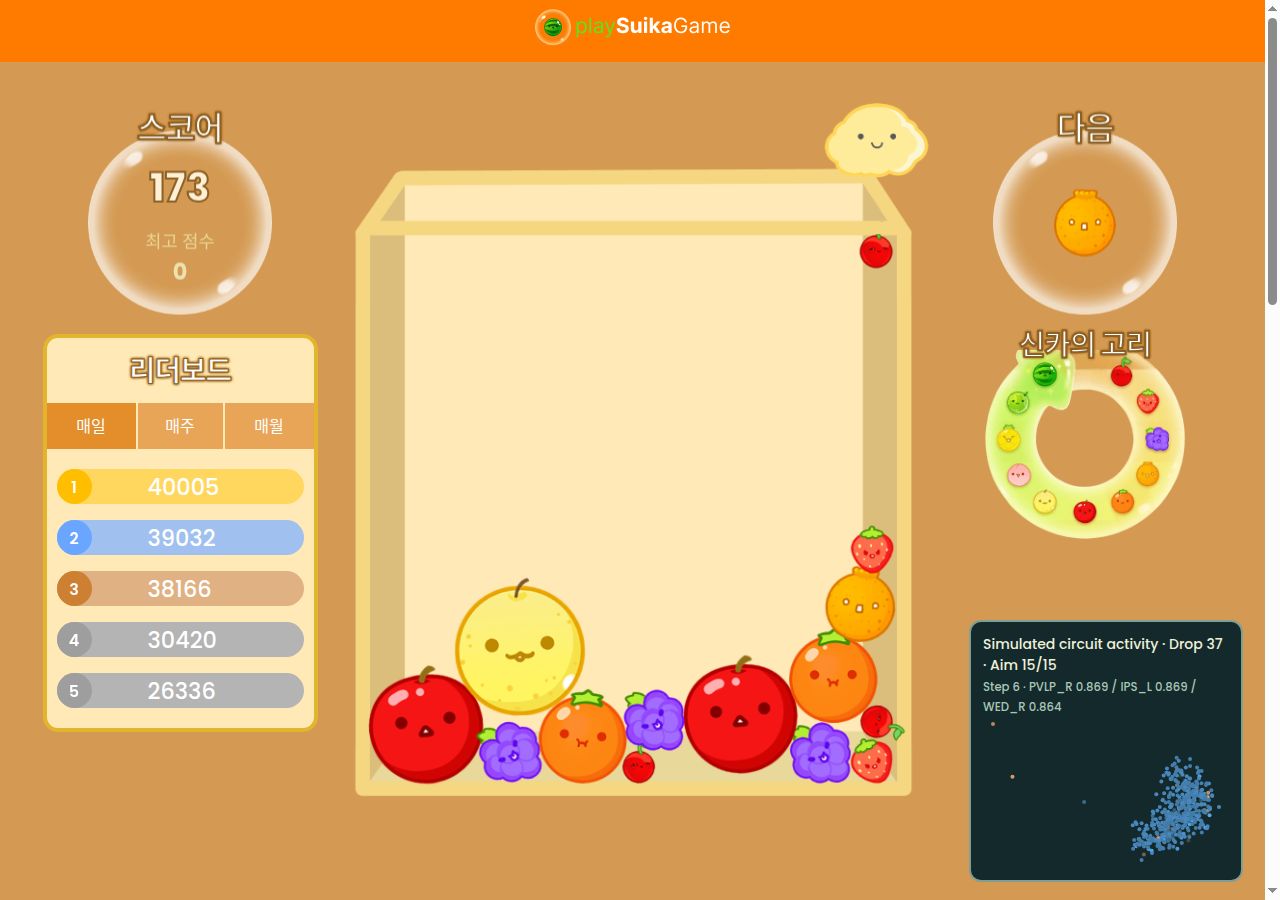 playSuikaGame
스코어
173
최고 점수
0
리더보드
매일 매주 매월
1 40005
2 39032
3 38166
4 30420
5 26336
다음
신카의 고리
Simulated circuit activity · Drop 37
· Aim 15/15
Step 6 · PVLP_R 0.869 / IPS_L 0.869 /
WED_R 0.864